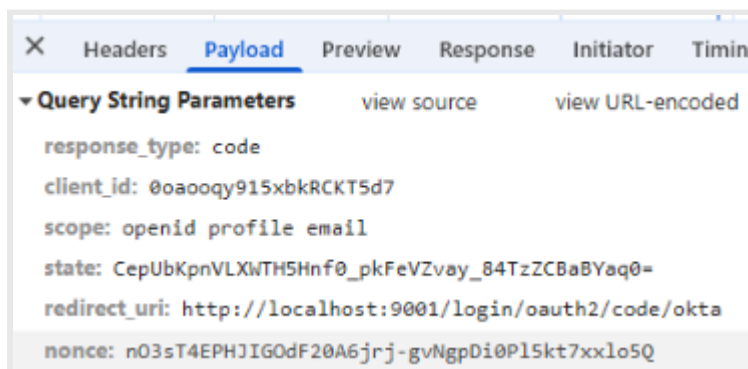 Headers Payload Preview Response Initiator Timin
Query String Parameters view source view URL-encoded
response_type: code
client_id: 0oaooqy915xbkRCKT5d7
scope: openid profile email
state: CepUbKpnVLXWTH5Hnf0_pkFeVZvay_84TzZCBaBYaq0=
redirect_uri: http://localhost:9001/login/oauth2/code/okta
nonce: nO3sT4EPHJIGOdF20A6jrj-gvNgpDi0Pl5kt7xxlo5Q